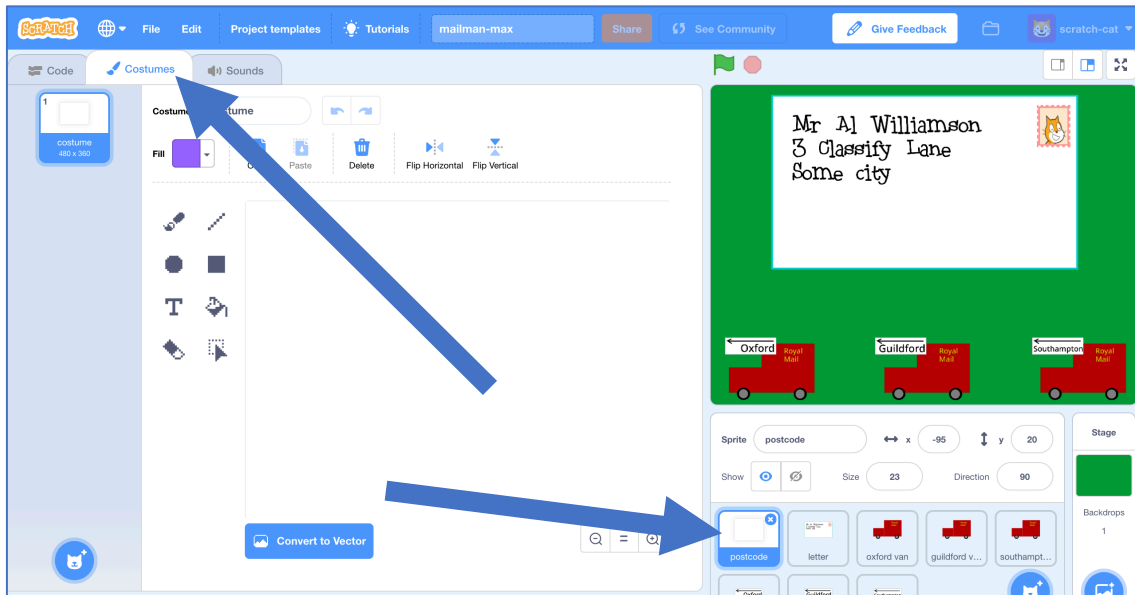 SCRATCH File Edit Project templates Tutorials mailman-max Share See Community Give Feedback scratch-cat
Code Costumes Sounds
1
costume
480 x 360
Fill Paste Delete Flip Horizontal Flip Vertical
T
Convert to Vector
Mr Al Williamson
3 Classify Lane
Some city
Oxford Royal Mail
Guildford Royal Mail
Southampton Royal Mail
Sprite postcode x -95 y 20
Show Size 23 Direction 90
postcode letter oxford van guildford v... southampt...
Oxford Guildford
Stage
Backdrops
1